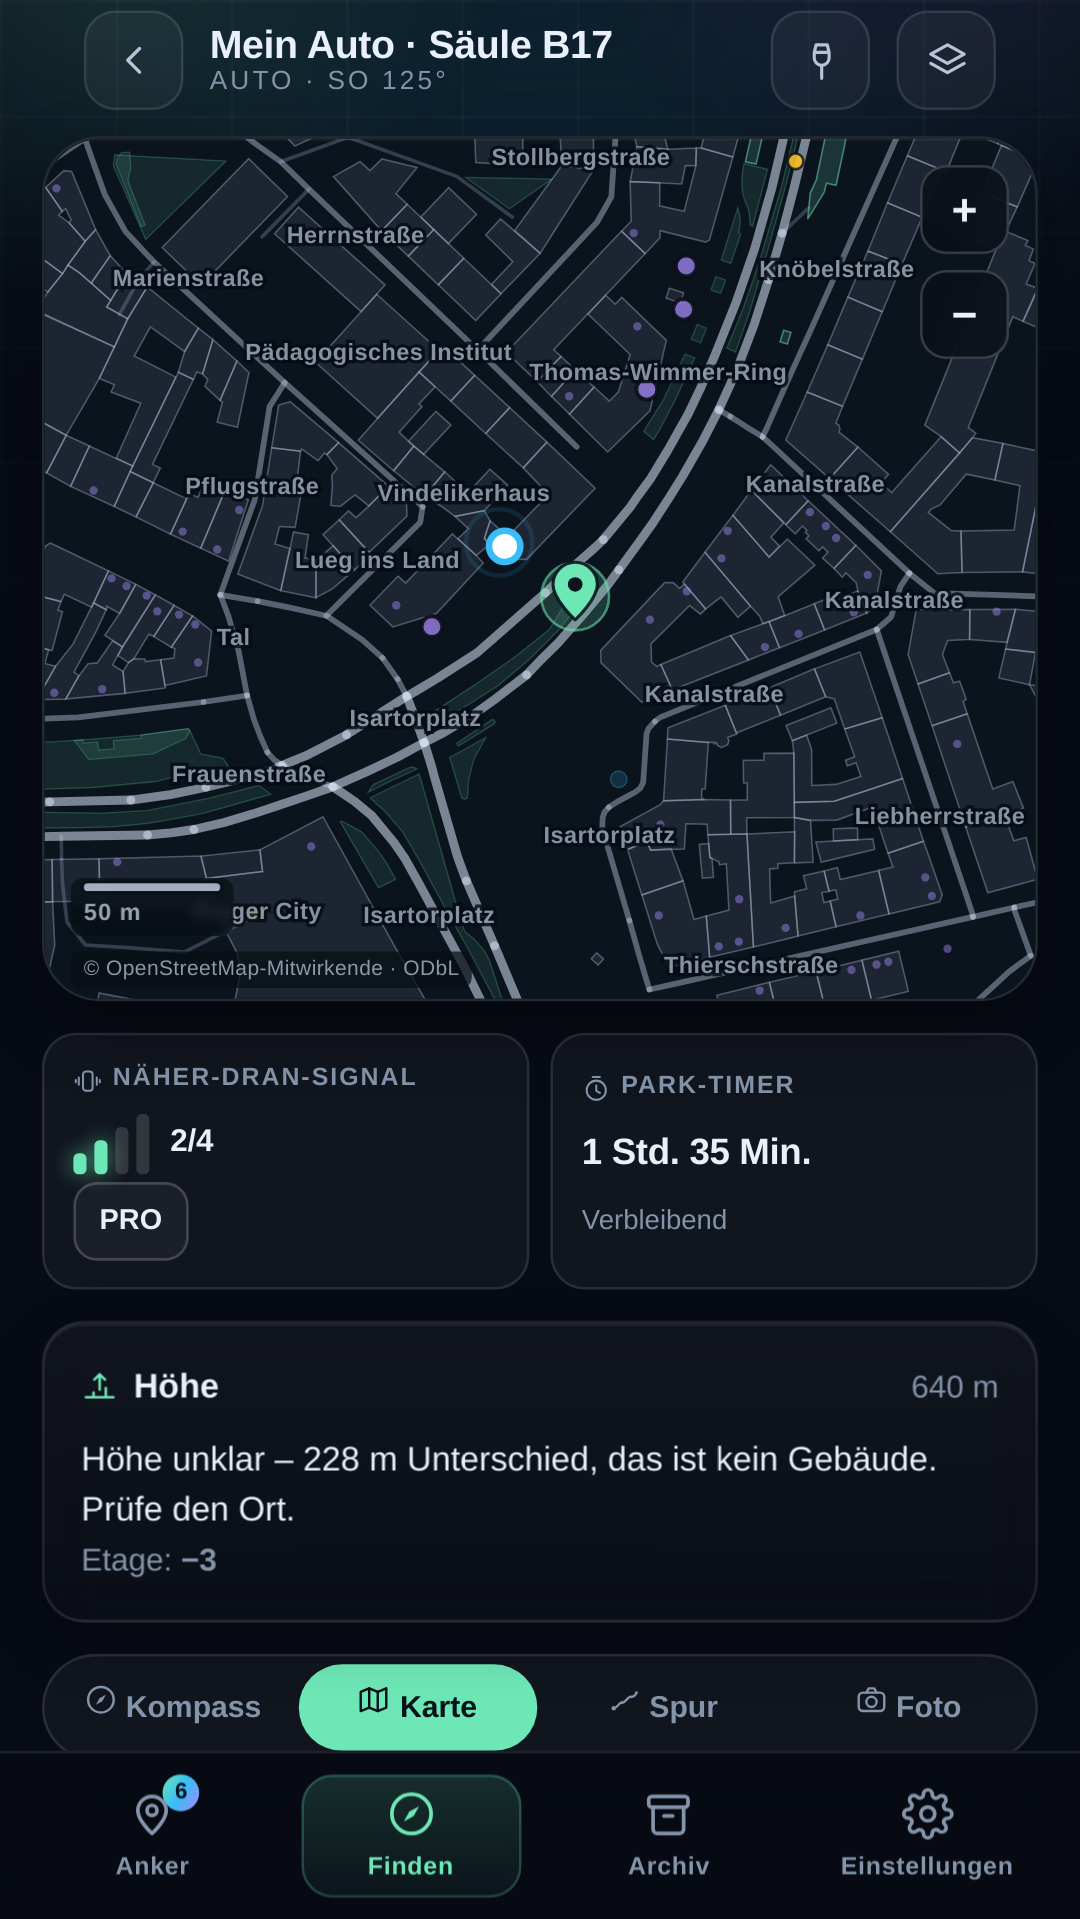 Mein Auto · Säule B17
AUTO · SO 125°
Stollbergstraße
Herrnstraße
Marienstraße
Knöbelstraße
+
−
Pädagogisches Institut
Thomas-Wimmer-Ring
Pflugstraße
Vindelikerhaus
Kanalstraße
Lueg ins Land
Kanalstraße
Tal
Kanalstraße
Isartorplatz
Frauenstraße
Isartorplatz
Liebherrstraße
50 m
City
Isartorplatz
Thierschstraße
© OpenStreetMap-Mitwirkende · ODbL
NÄHER-DRAN-SIGNAL
2/4
PRO
PARK-TIMER
1 Std. 35 Min.
Verbleibend
Höhe
640 m
Höhe unklar – 228 m Unterschied, das ist kein Gebäude.
Prüfe den Ort.
Etage: −3
Kompass
Karte
Spur
Foto
6
Anker
Finden
Archiv
Einstellungen